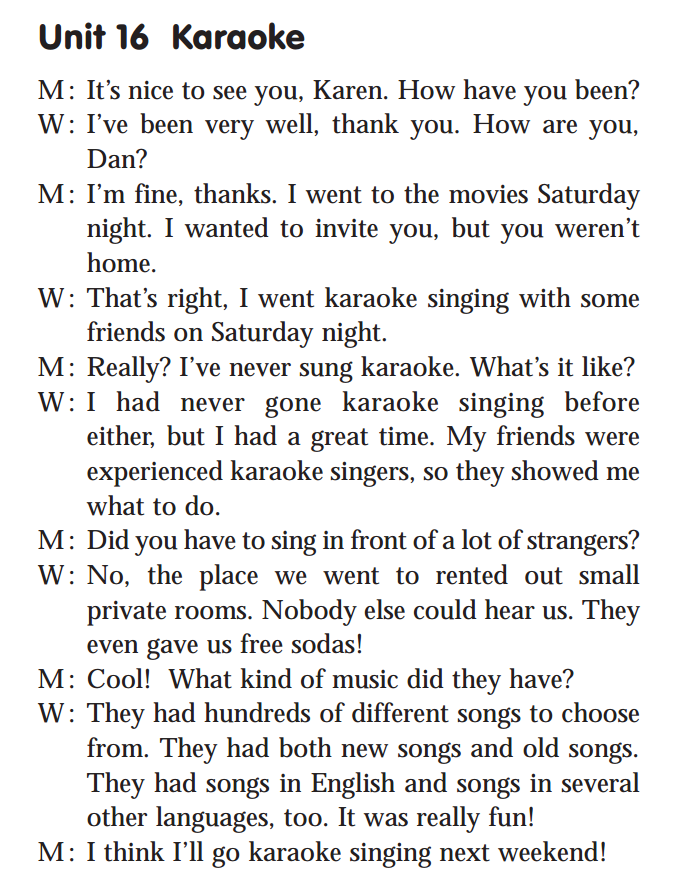 Unit 16 Karaoke
M: It's nice to see you, Karen. How have you been?
W: I've been very well, thank you. How are you,
Dan?
M: I'm fine, thanks. I went to the movies Saturday
night. I wanted to invite you, but you weren't
home.
W: That's right, I went karaoke singing with some
friends on Saturday night.
M: Really? I've never sung karaoke. What's it like?
W: I had never gone karaoke singing before
either, but I had a great time. My friends were
experienced karaoke singers, so they showed me
what to do.
M: Did you have to sing in front of a lot of strangers?
W: No, the place we went to rented out small
private rooms. Nobody else could hear us. They
even gave us free sodas!
M: Cool! What kind of music did they have?
W: They had hundreds of different songs to choose
from. They had both new songs and old songs.
They had songs in English and songs in several
other languages, too. It was really fun!
M: I think I'll go karaoke singing next weekend!